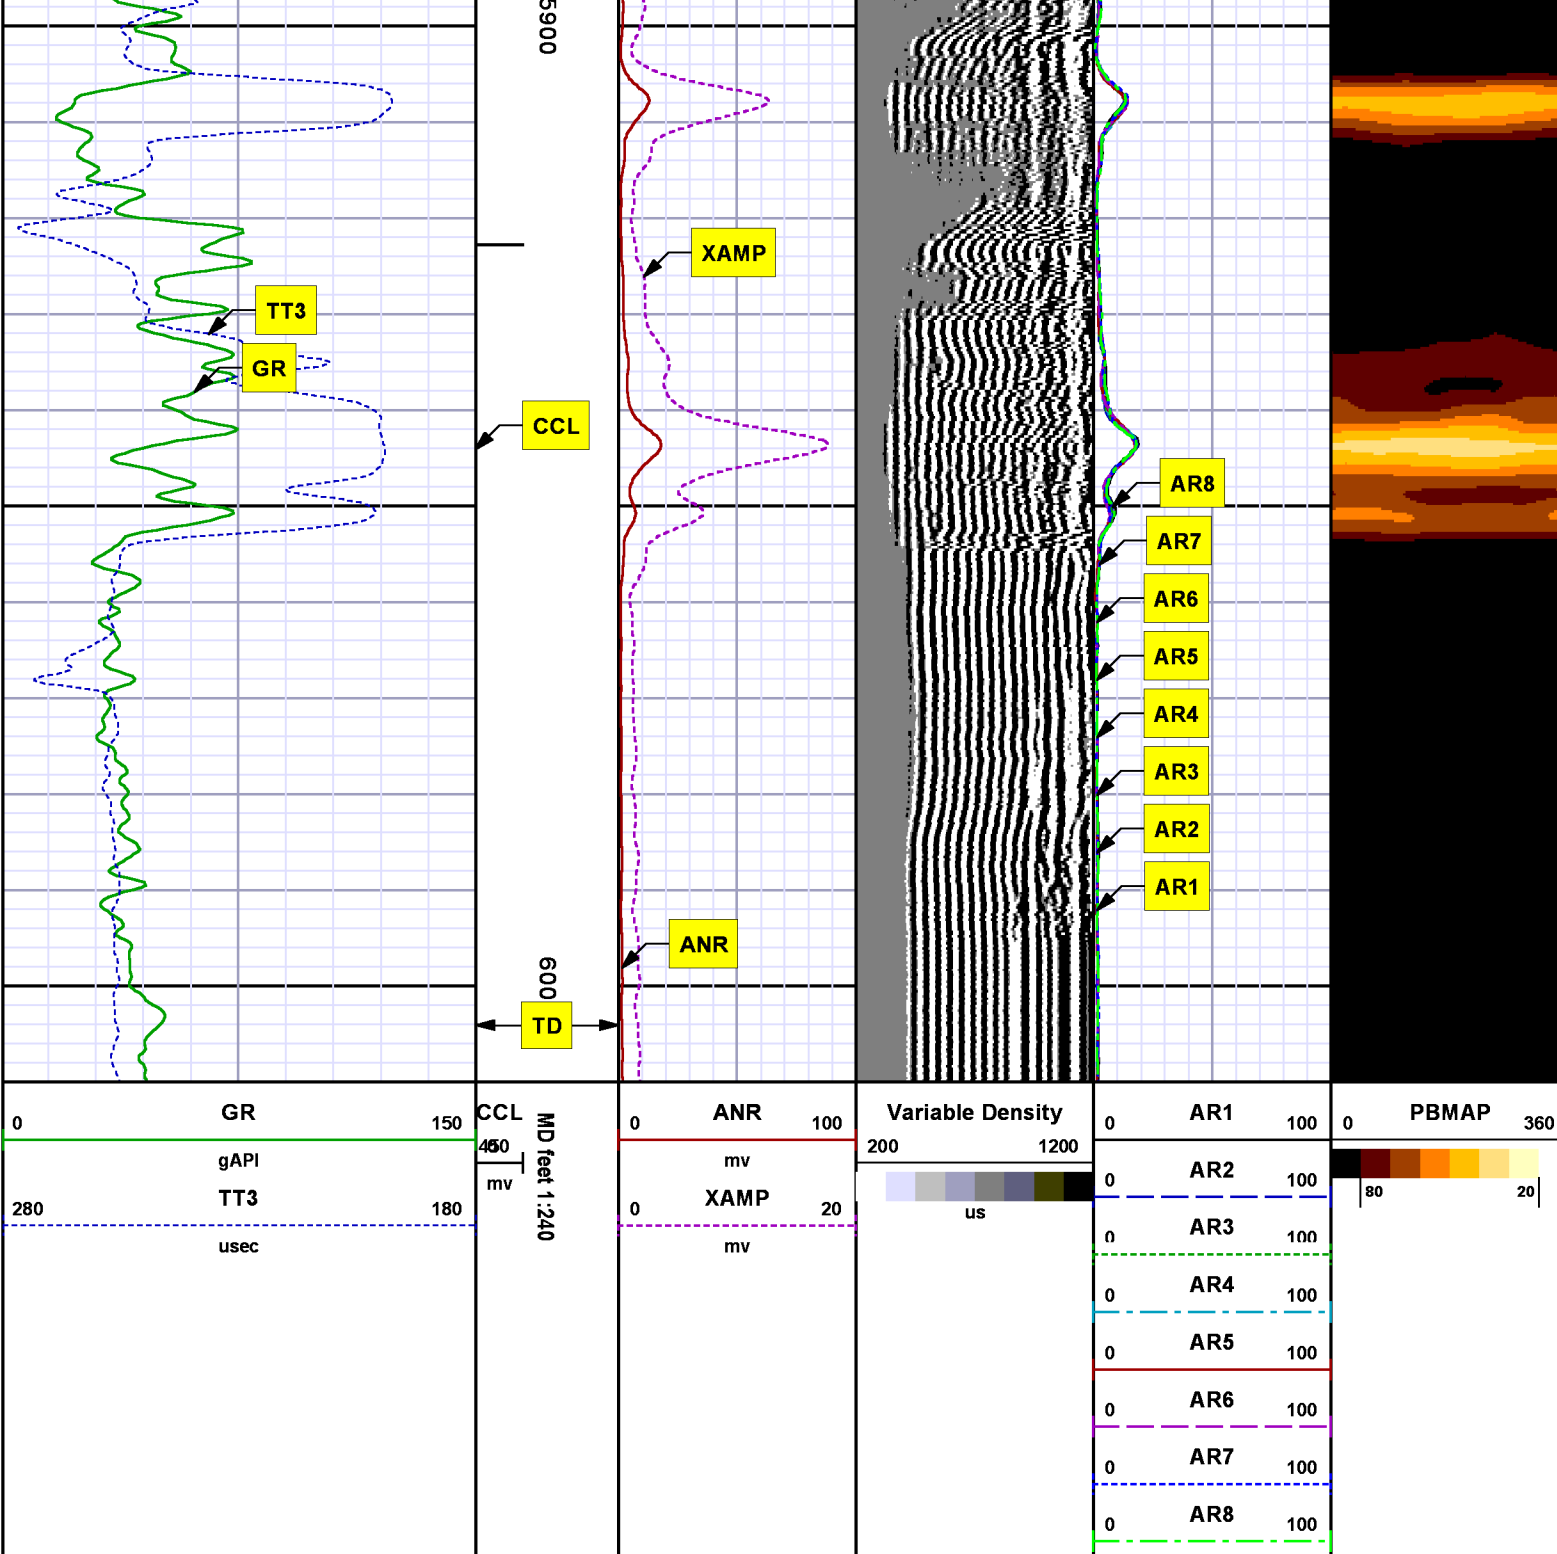 5900
XAMP
TT3
GR
CCL
AR8
AR7
AR6
AR5
AR4
AR3
AR2
AR1
ANR
600
TD
0 GR 150
gAPI
280 TT3 180
usec
CCL
mv
MD feet 1:240
0 ANR 100
mv
0 XAMP 20
mv
Variable Density
200 1200
us
0 AR1 100
0 AR2 100
0 AR3 100
0 AR4 100
0 AR5 100
0 AR6 100
0 AR7 100
0 AR8 100
0 PBMAP 360
80 20